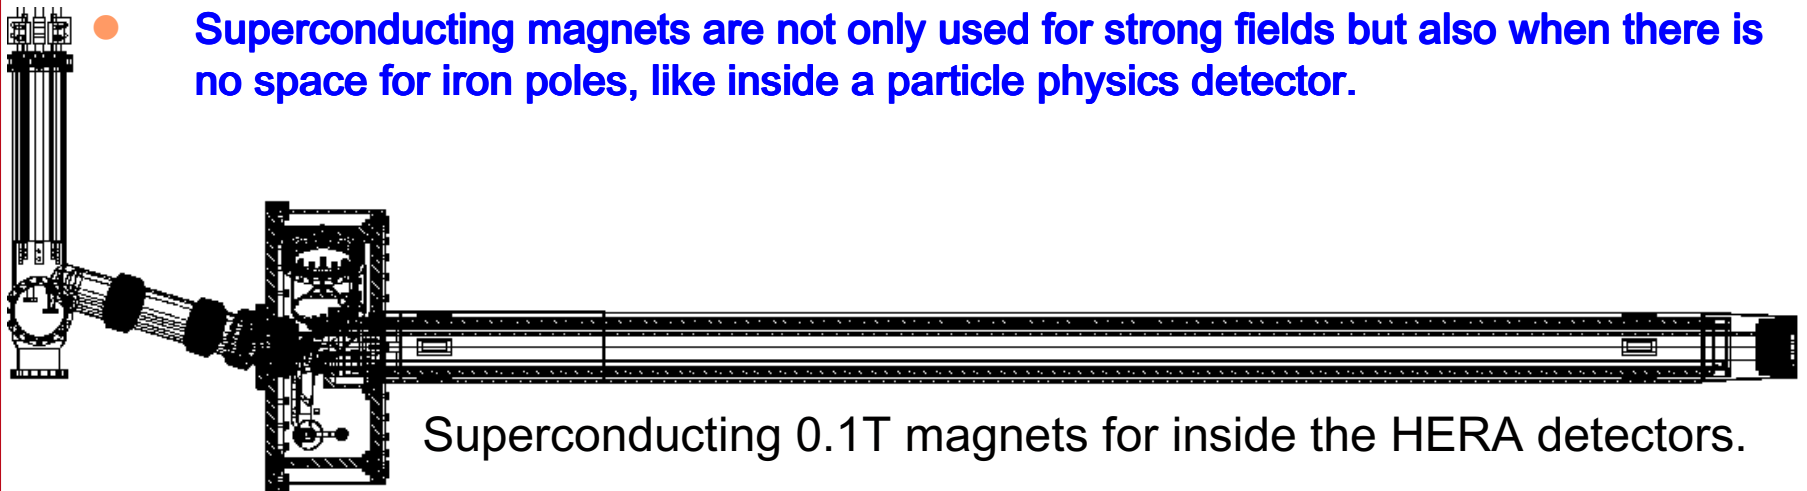 Superconducting magnets are not only used for strong fields but also when there is
no space for iron poles, like inside a particle physics detector.
Superconducting 0.1T magnets for inside the HERA detectors.